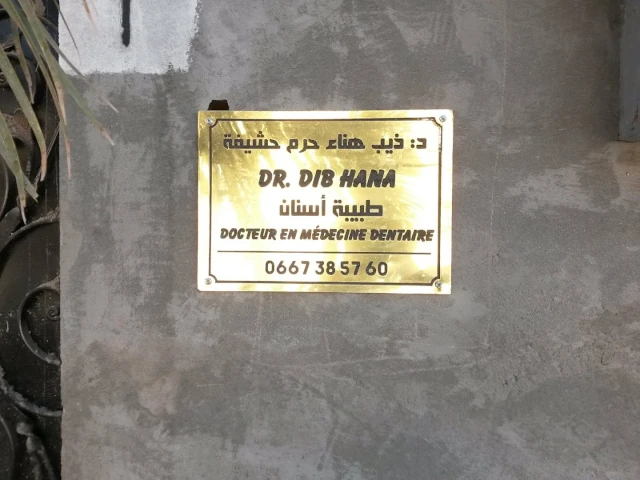 د: ذيب هناء حرم حشيفة
DR. DIB HANA
طبيبة أسنان
DOCTEUR EN MÉDECINE DENTAIRE
0667 38 57 60